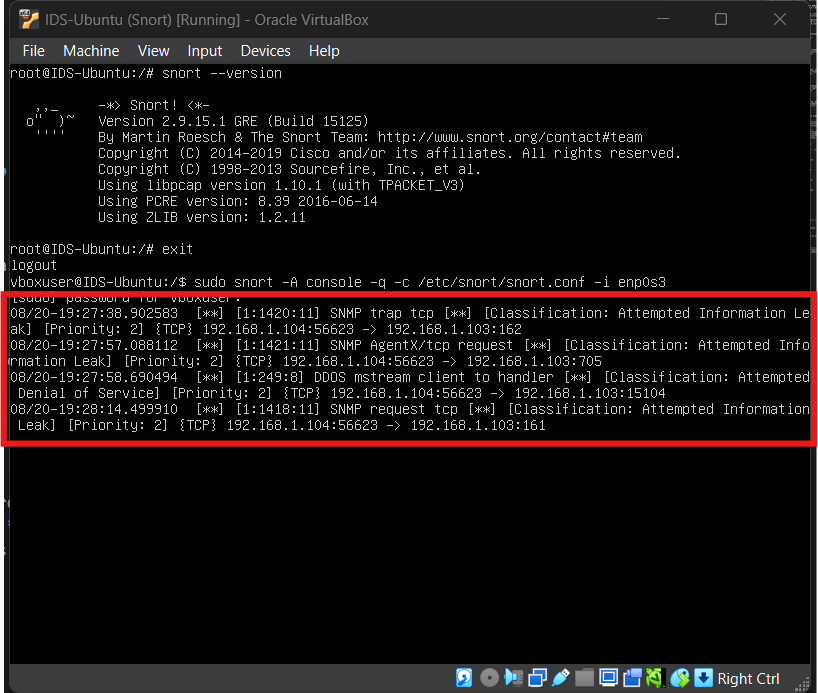 IDS-Ubuntu (Snort) [Running] - Oracle VirtualBox
File Machine View Input Devices Help
root@IDS-Ubuntu:/# snort --version
,,_ -*> Snort! <*-
o" )~ Version 2.9.15.1 GRE (Build 15125)
'''' By Martin Roesch & The Snort Team: http://www.snort.org/contact#team
Copyright (C) 2014-2019 Cisco and/or its affiliates. All rights reserved.
Copyright (C) 1998-2013 Sourcefire, Inc., et al.
Using libpcap version 1.10.1 (with TPACKET_V3)
Using PCRE version: 8.39 2016-06-14
Using ZLIB version: 1.2.11
root@IDS-Ubuntu:/# exit
logout
vboxuser@IDS-Ubuntu:/$ sudo snort -A console -q -c /etc/snort/snort.conf -i enp0s3
[sudo] password for vboxuser:
08/20-19:27:38.902583 [**] [1:1420:11] SNMP trap tcp [**] [Classification: Attempted Information Le
ak] [Priority: 2] {TCP} 192.168.1.104:56623 -> 192.168.1.103:162
08/20-19:27:57.088112 [**] [1:1421:11] SNMP AgentX/tcp request [**] [Classification: Attempted Info
rmation Leak] [Priority: 2] {TCP} 192.168.1.104:56623 -> 192.168.1.103:705
08/20-19:27:58.690494 [**] [1:249:8] DDOS mstream client to handler [**] [Classification: Attempted
Denial of Service] [Priority: 2] {TCP} 192.168.1.104:56623 -> 192.168.1.103:15104
08/20-19:28:14.499910 [**] [1:1418:11] SNMP request tcp [**] [Classification: Attempted Information
Leak] [Priority: 2] {TCP} 192.168.1.104:56623 -> 192.168.1.103:161
Right Ctrl